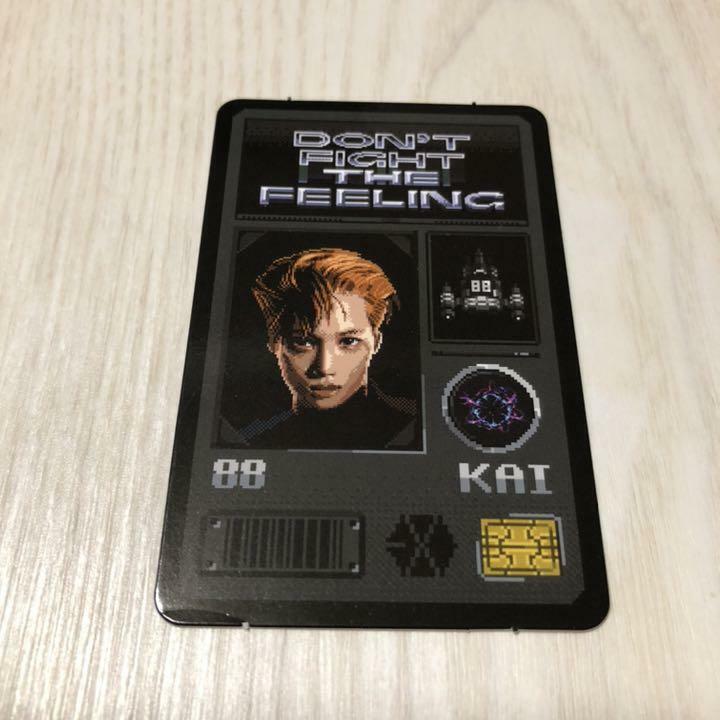 DON'T
FIGHT
THE
FEELING
88
88
KAI